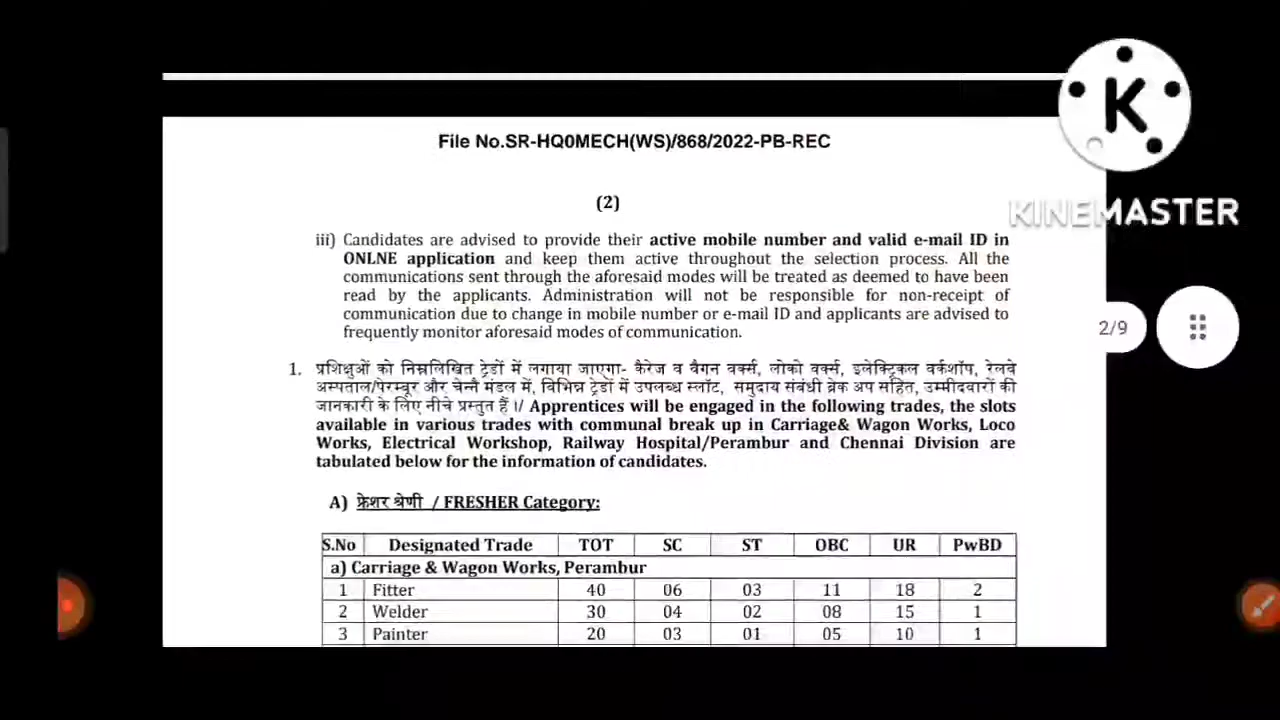 File No.SR-HQ0MECH(WS)/868/2022-PB-REC
K
KINEMASTER
(2)
iii) Candidates are advised to provide their active mobile number and valid e-mail ID in
ONLNE application and keep them active throughout the selection process. All the
communications sent through the aforesaid modes will be treated as deemed to have been
read by the applicants. Administration will not be responsible for non-receipt of
communication due to change in mobile number or e-mail ID and applicants are advised to
frequently monitor aforesaid modes of communication.
2/9
1. प्रशिक्षुओं को निम्नलिखित ट्रेडों में लगाया जाएगा- कैरेज व वैगन वर्क्स, लोको वर्क्स, इलेक्ट्रिकल वर्कशॉप, रेलवे
अस्पताल/पेरम्बूर और चेन्नै मंडल में, विभिन्न ट्रेडों में उपलब्ध स्लॉट, समुदाय संबंधी ब्रेक अप सहित, उम्मीदवारों की
जानकारी के लिए नीचे प्रस्तुत हैं ।/ Apprentices will be engaged in the following trades, the slots
available in various trades with communal break up in Carriage& Wagon Works, Loco
Works, Electrical Workshop, Railway Hospital/Perambur and Chennai Division are
tabulated below for the information of candidates.
A) फ्रेशर श्रेणी / FRESHER Category:
S.No Designated Trade TOT SC ST OBC UR PwBD
a) Carriage & Wagon Works, Perambur
1 Fitter 40 06 03 11 18 2
2 Welder 30 04 02 08 15 1
3 Painter 20 03 01 05 10 1